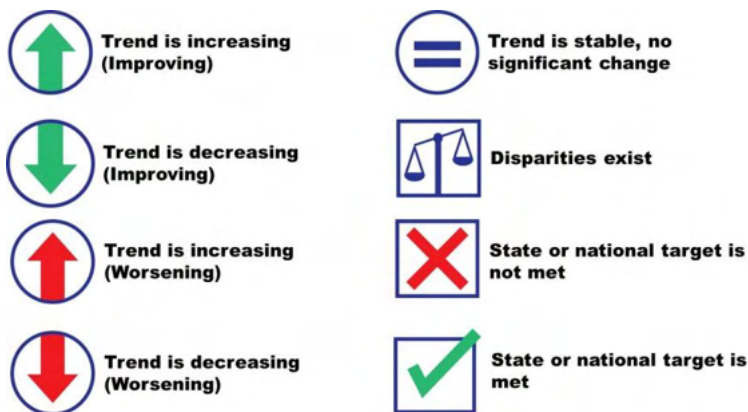 Trend is increasing
(Improving)
Trend is stable, no
significant change
Trend is decreasing
(Improving)
Disparities exist
Trend is increasing
(Worsening)
State or national target is
not met
Trend is decreasing
(Worsening)
State or national target is
met